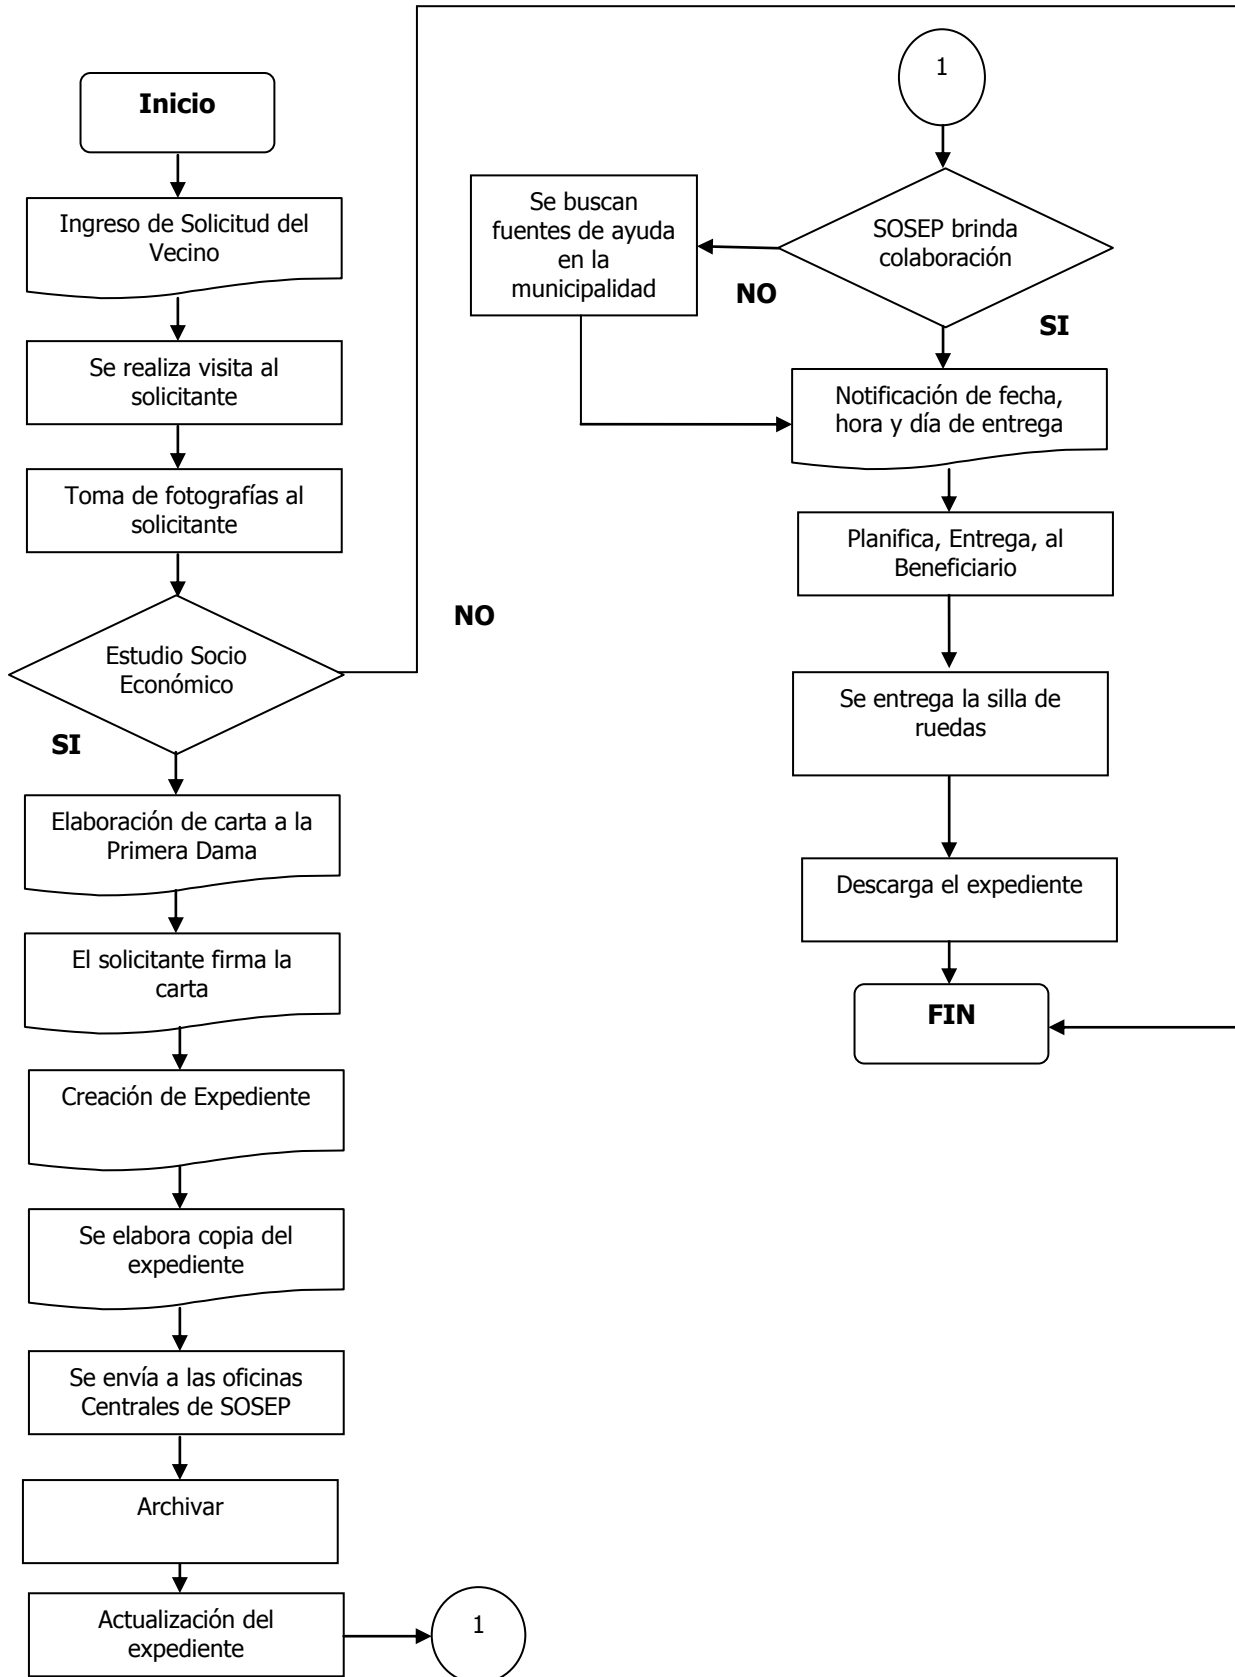 Inicio
Ingreso de Solicitud del
Vecino
Se realiza visita al
solicitante
Toma de fotografías al
solicitante
Estudio Socio
Económico
NO
SI
Elaboración de carta a la
Primera Dama
El solicitante firma la
carta
Creación de Expediente
Se elabora copia del
expediente
Se envía a las oficinas
Centrales de SOSEP
Archivar
Actualización del
expediente
1
1
SOSEP brinda
colaboración
NO
SI
Se buscan
fuentes de ayuda
en la
municipalidad
Notificación de fecha,
hora y día de entrega
Planifica, Entrega, al
Beneficiario
Se entrega la silla de
ruedas
Descarga el expediente
FIN